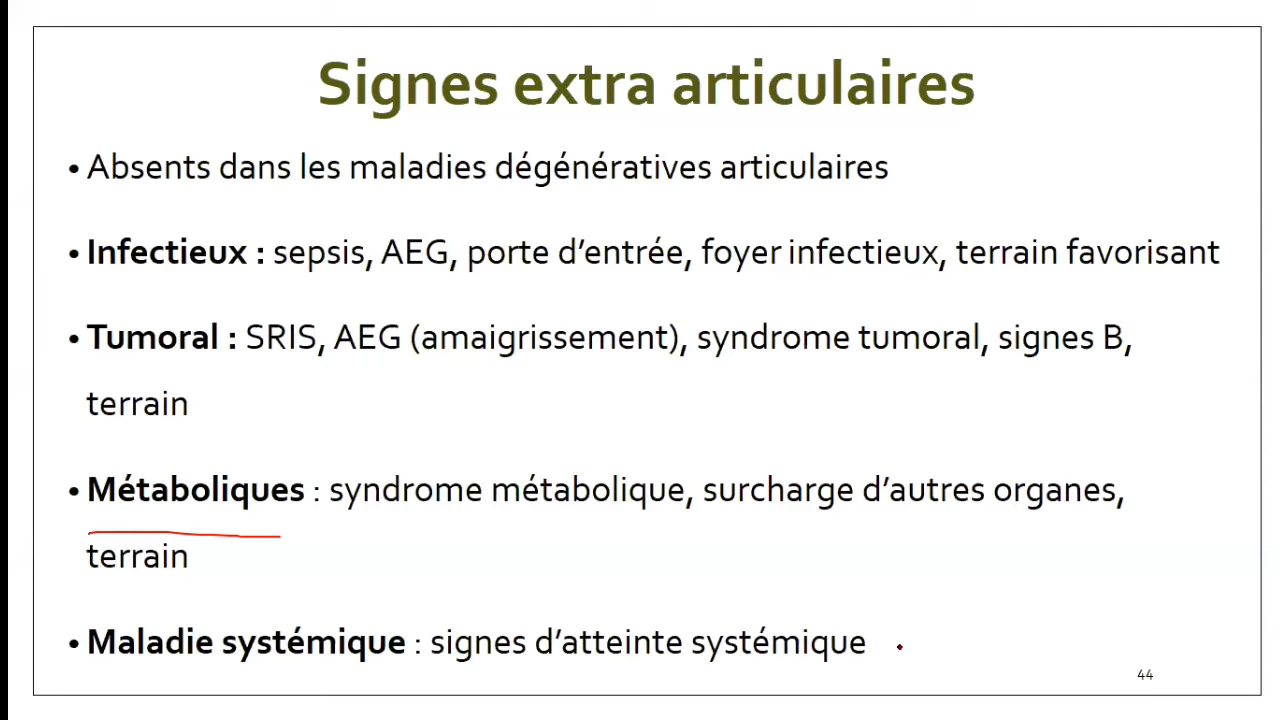 Signes extra articulaires
• Absents dans les maladies dégénératives articulaires
• Infectieux : sepsis, AEG, porte d’entrée, foyer infectieux, terrain favorisant
• Tumoral : SRIS, AEG (amaigrissement), syndrome tumoral, signes B,
terrain
• Métaboliques : syndrome métabolique, surcharge d’autres organes,
terrain
• Maladie systémique : signes d’atteinte systémique
44